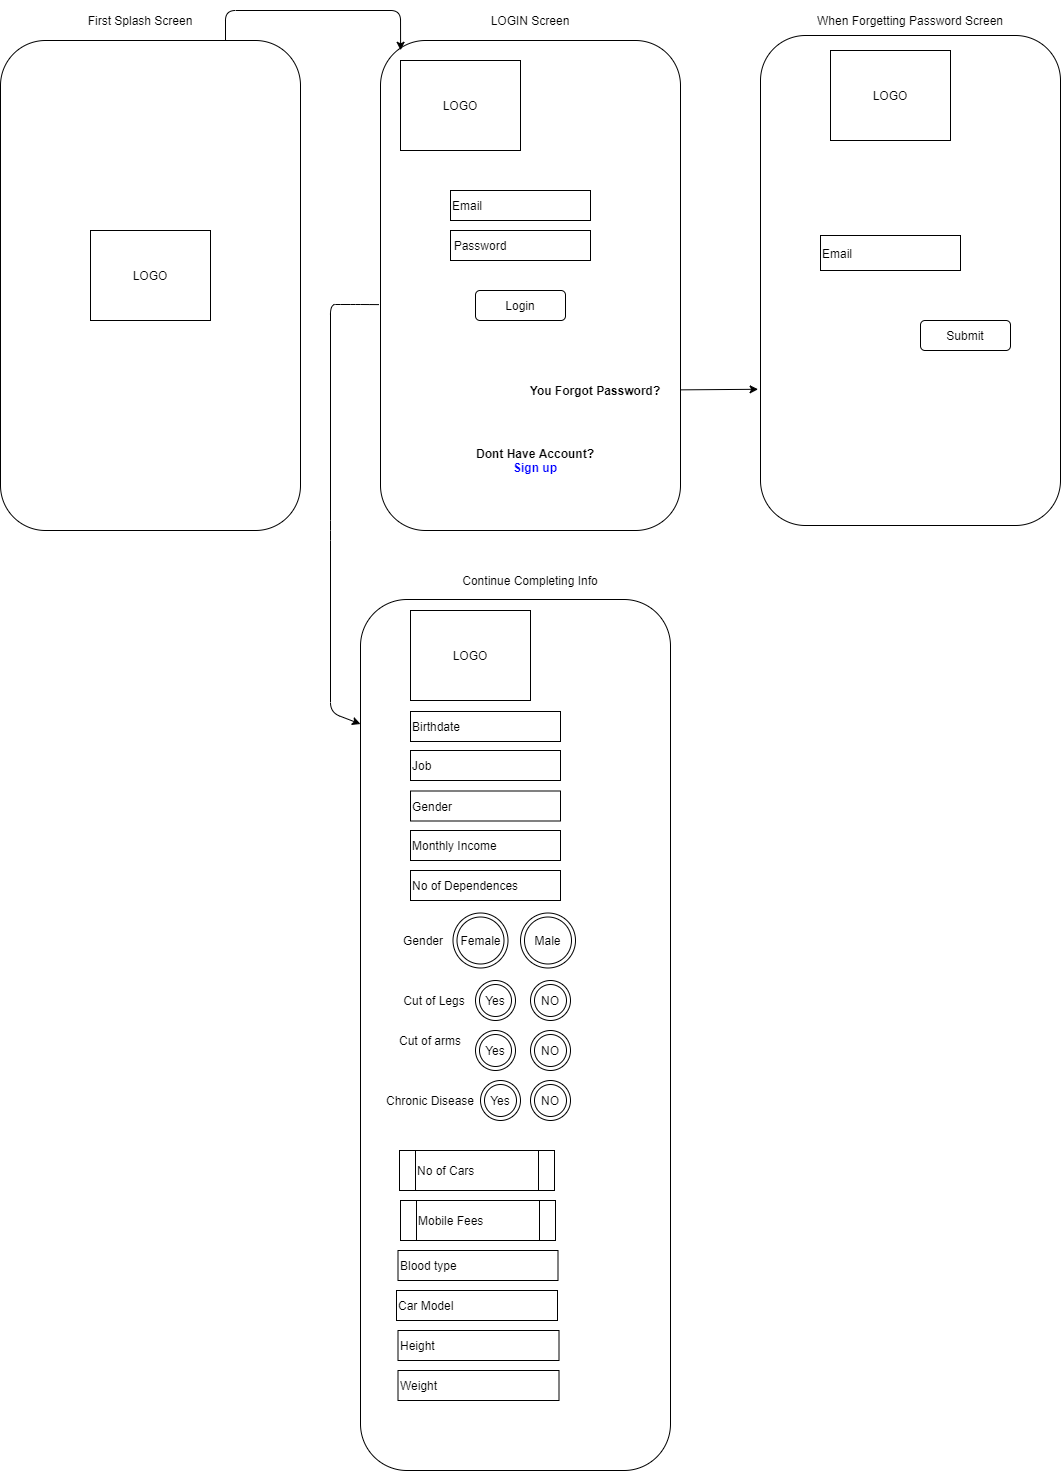 First Splash Screen
LOGIN Screen
When Forgetting Password Screen
LOGO
LOGO
Email
Password
Login
You Forgot Password?
Dont Have Account?
Sign up
LOGO
Email
Submit
Continue Completing Info
LOGO
Birthdate
Job
Gender
Monthly Income
No of Dependences
Gender Female Male
Cut of Legs Yes NO
Cut of arms Yes NO
Chronic Disease Yes NO
No of Cars
Mobile Fees
Blood type
Car Model
Height
Weight